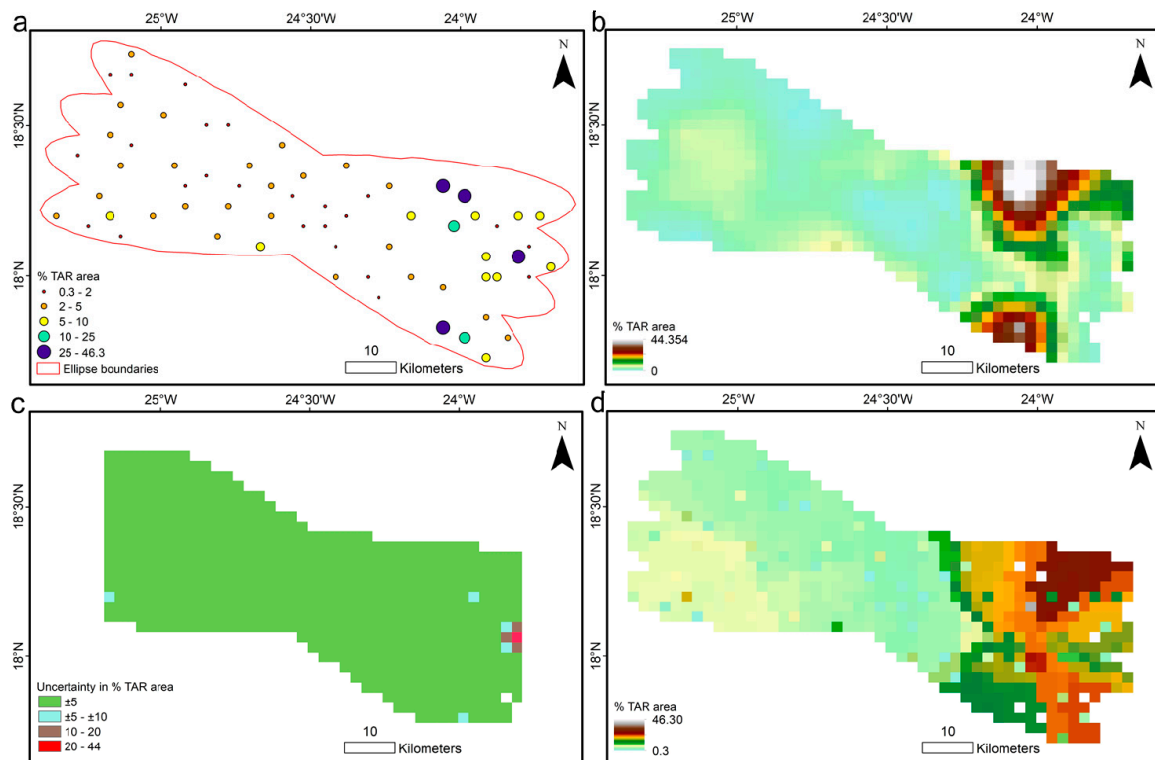 a
25°W
24°30'W
24°W
N
18°30'N
18°N
% TAR area
0.3 - 2
2 - 5
5 - 10
10 - 25
25 - 46.3
Ellipse boundaries
10
Kilometers
b
25°W
24°30'W
24°W
N
18°30'N
18°N
% TAR area
44.354
0
10
Kilometers
c
25°W
24°30'W
24°W
N
18°30'N
18°N
Uncertainty in % TAR area
±5
±5 - ±10
10 - 20
20 - 44
10
Kilometers
d
25°W
24°30'W
24°W
N
18°30'N
18°N
% TAR area
46.30
0.3
10
Kilometers